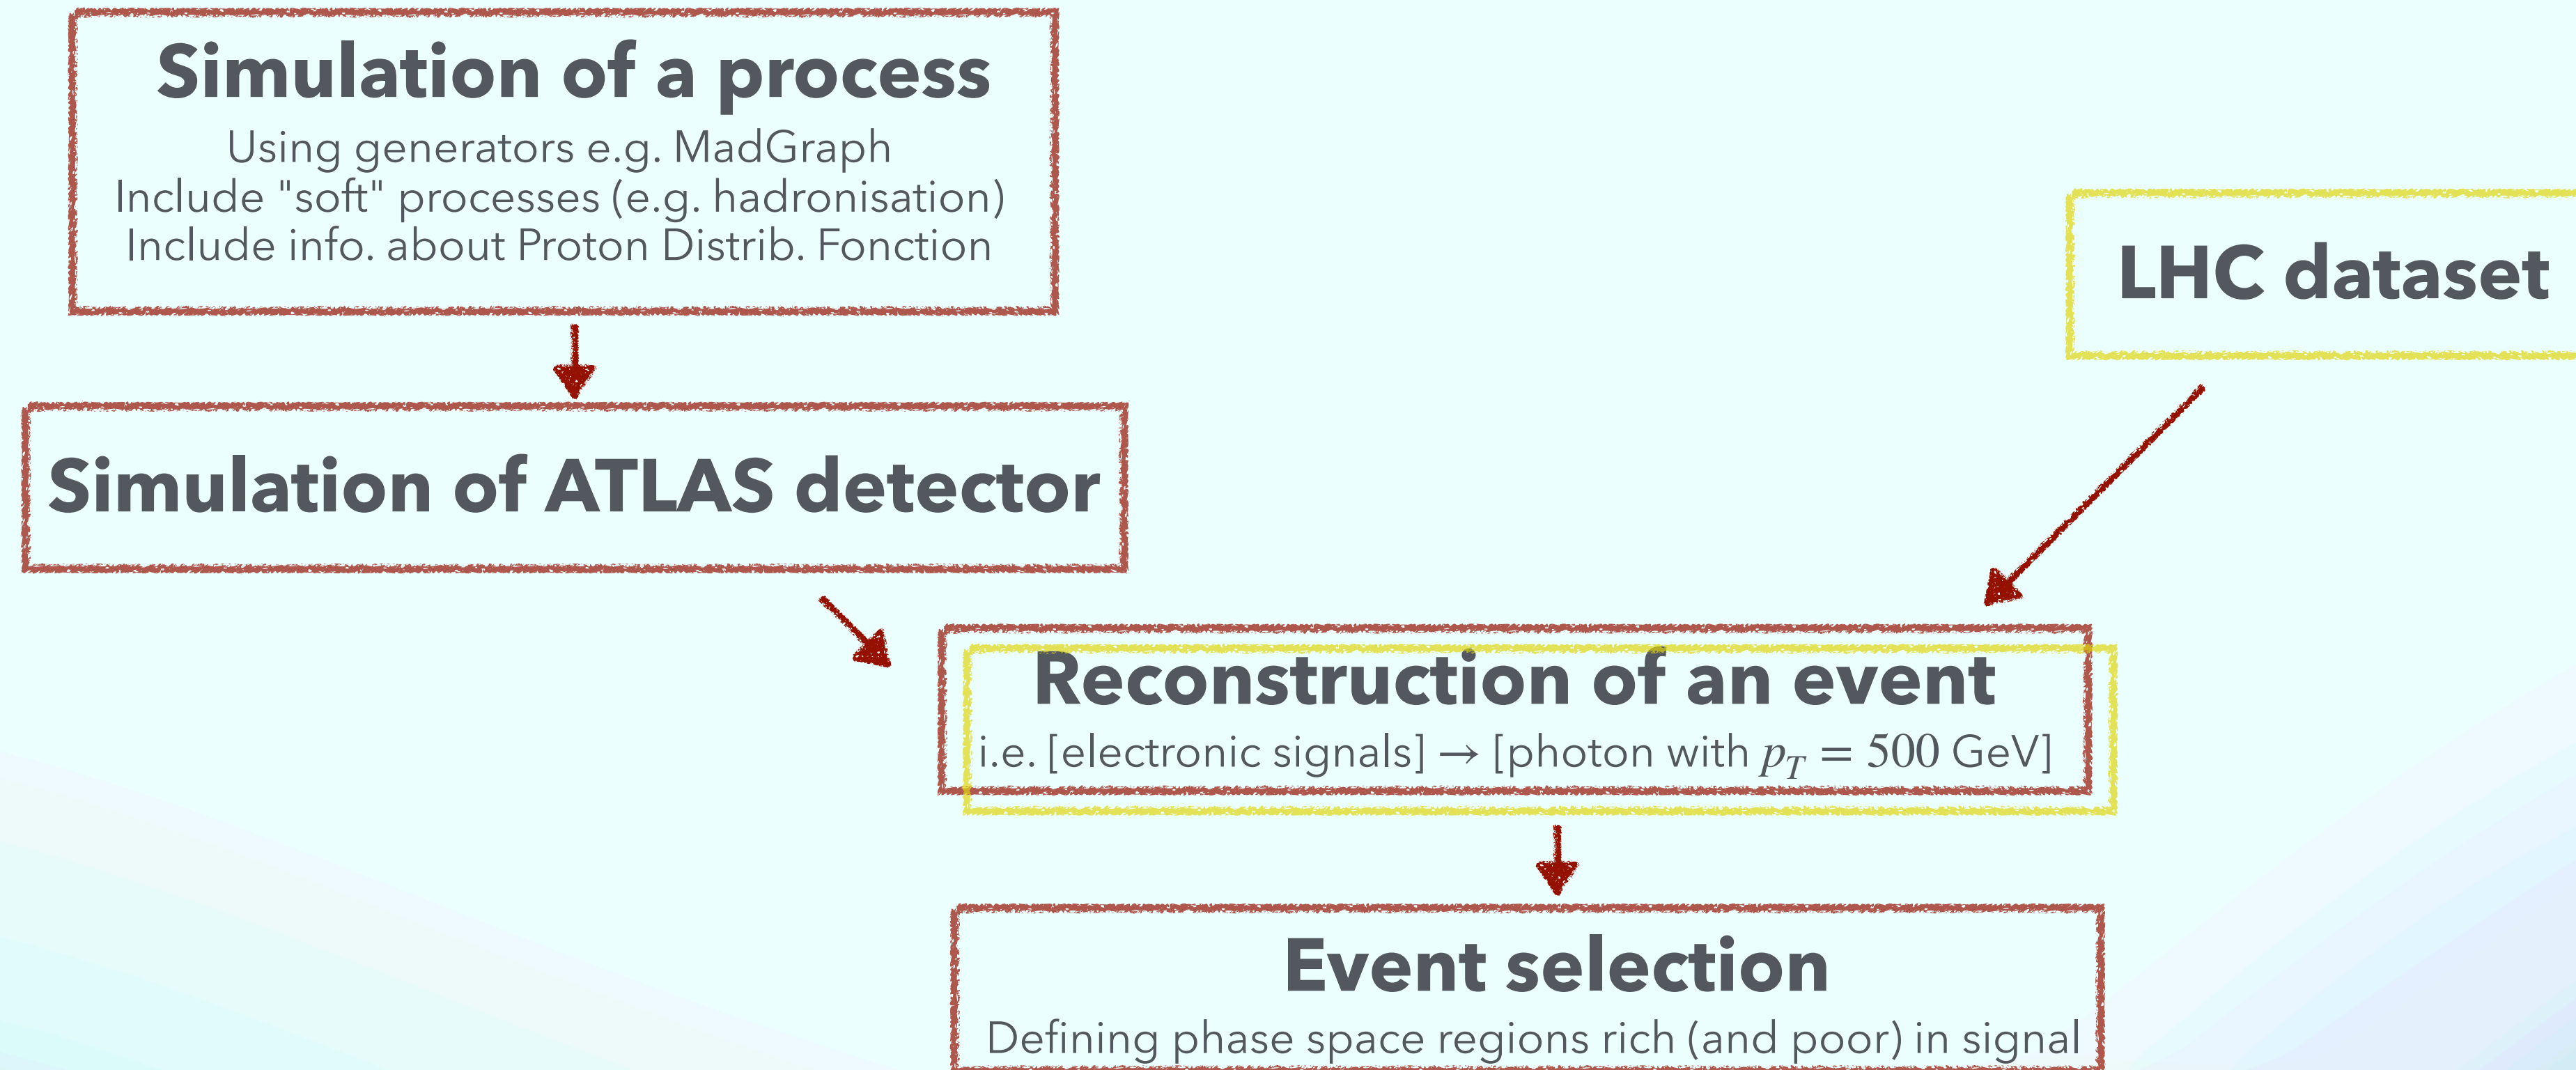 Simulation of a process
Using generators e.g. MadGraph
Include "soft" processes (e.g. hadronisation)
Include info. about Proton Distrib. Fonction
LHC dataset
Simulation of ATLAS detector
Reconstruction of an event
i.e. [electronic signals] → [photon with p_T = 500 GeV]
Event selection
Defining phase space regions rich (and poor) in signal